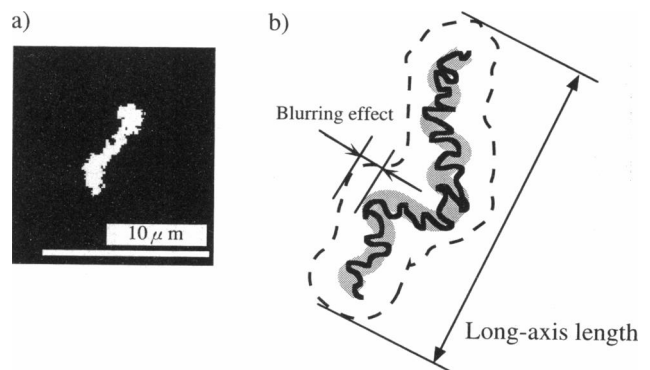 a)
b)
Blurring effect
10 μ m
Long-axis length